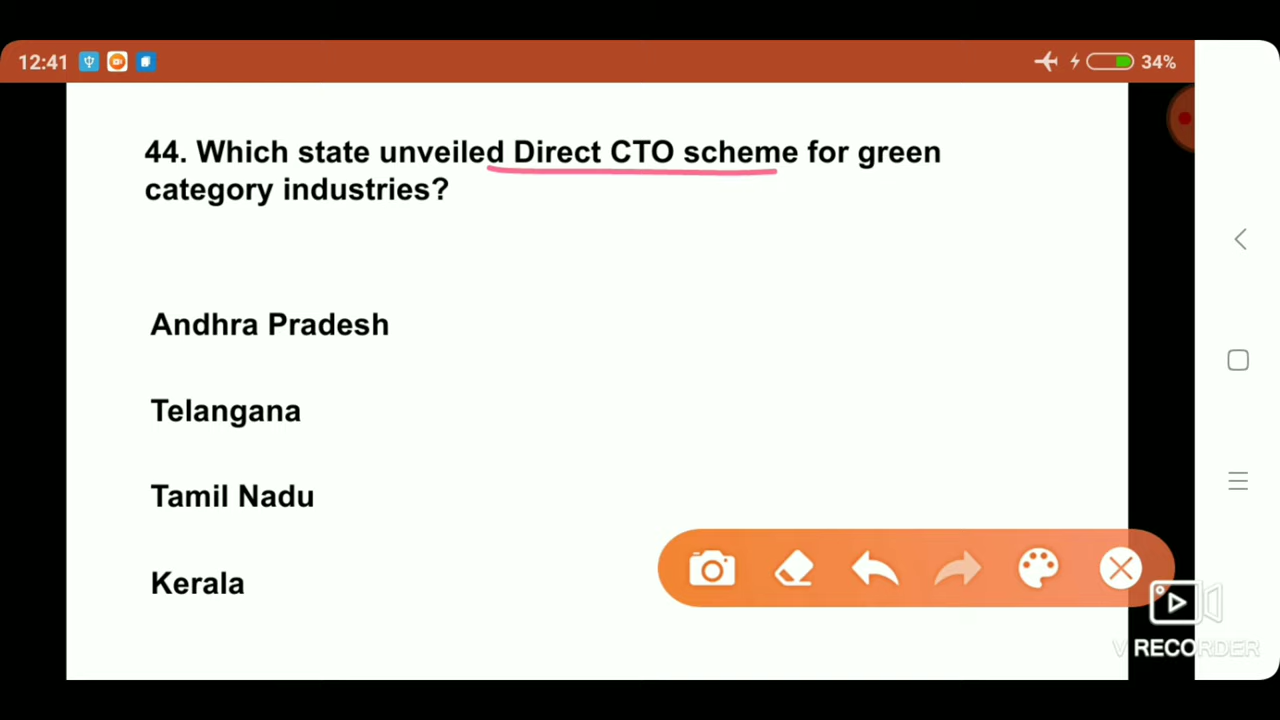 12:41 34%
44. Which state unveiled Direct CTO scheme for green
category industries?
Andhra Pradesh
Telangana
Tamil Nadu
Kerala
V RECORDER